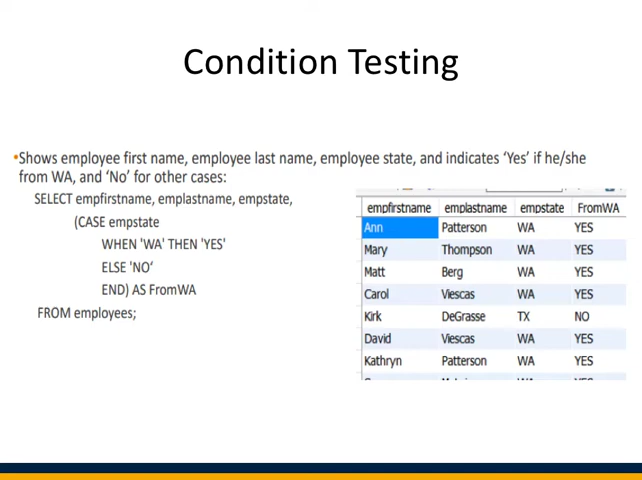 Condition Testing
•Shows employee first name, employee last name, employee state, and indicates ‘Yes’ if he/she
from WA, and ‘No’ for other cases:
SELECT empfirstname, emplastname, empstate,
(CASE empstate
WHEN 'WA' THEN 'YES'
ELSE 'NO‘
END) AS FromWA
FROM employees;
empfirstname emplastname empstate FromWA
Ann Patterson WA YES
Mary Thompson WA YES
Matt Berg WA YES
Carol Viescas WA YES
Kirk DeGrasse TX NO
David Viescas WA YES
Kathryn Patterson WA YES